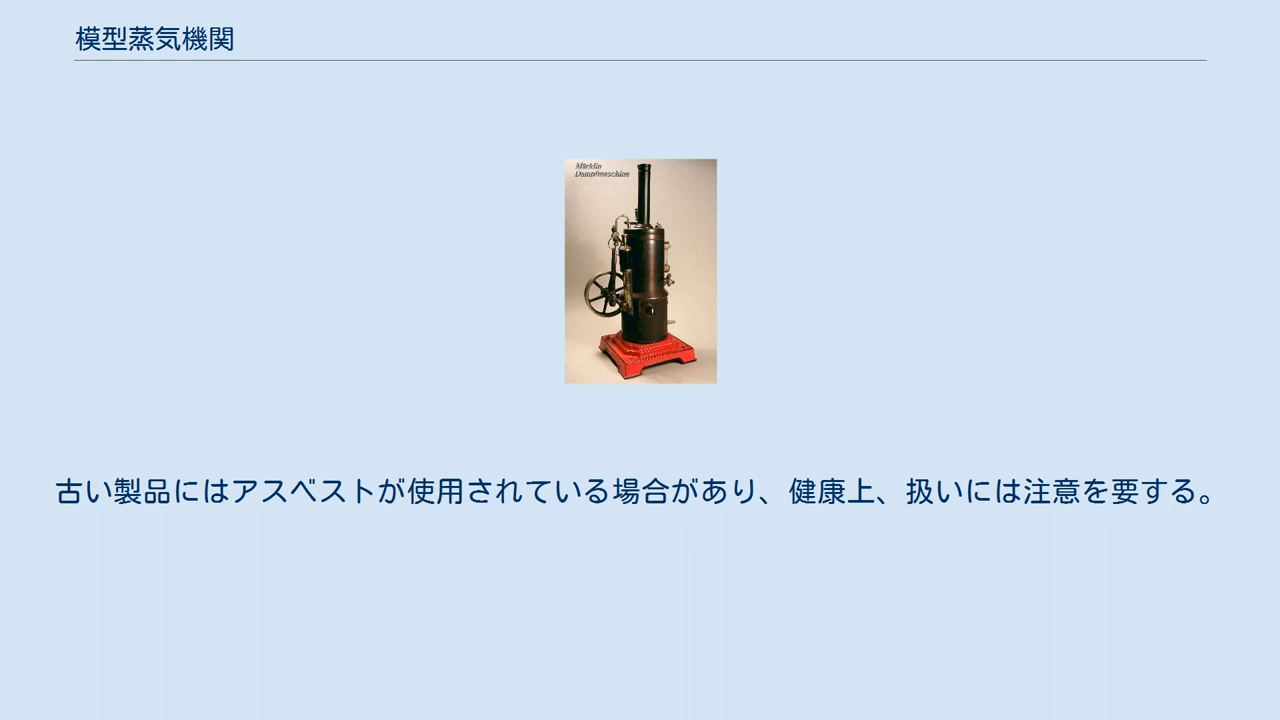 模型蒸気機関
Märklin
Dampfmaschine
古い製品にはアスベストが使用されている場合があり、健康上、扱いには注意を要する。